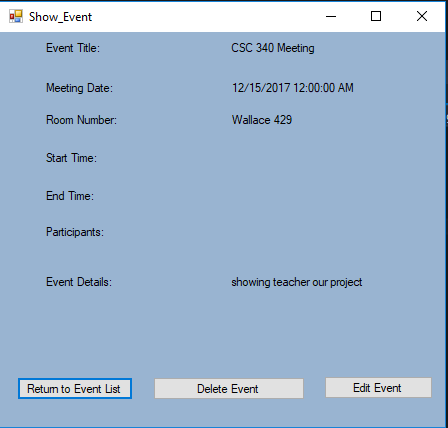 Show_Event
Event Title: CSC 340 Meeting
Meeting Date: 12/15/2017 12:00:00 AM
Room Number: Wallace 429
Start Time:
End Time:
Participants:
Event Details: showing teacher our project
Return to Event List Delete Event Edit Event